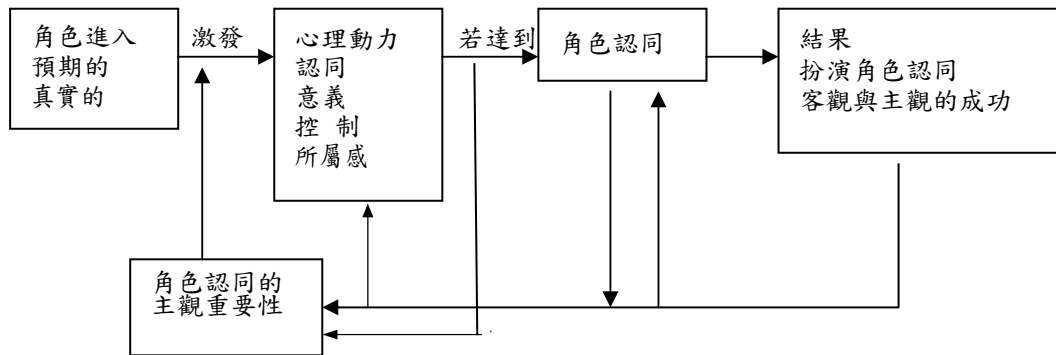 角色進入
預期的
真實的
激發
心理動力
認同
意義
控 制
所屬感
若達到
角色認同
結果
扮演角色認同
客觀與主觀的成功
角色認同的
主觀重要性